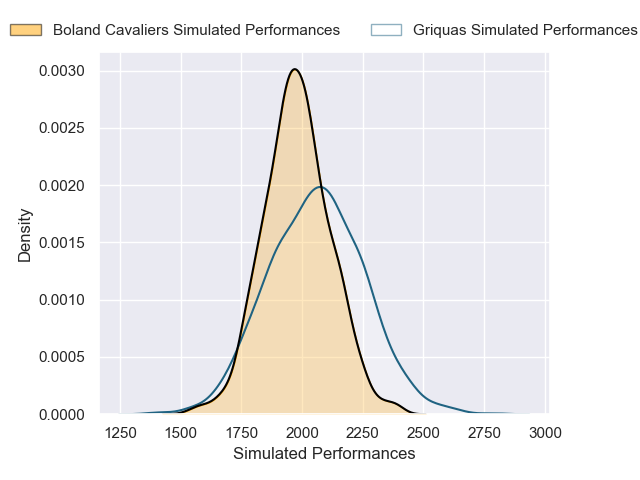 Boland Cavaliers Simulated Performances Griquas Simulated Performances
0.0030
0.0025
0.0020
0.0015
0.0010
0.0005
0.0000
Density
1250 1500 1750 2000 2250 2500 2750 3000
Simulated Performances